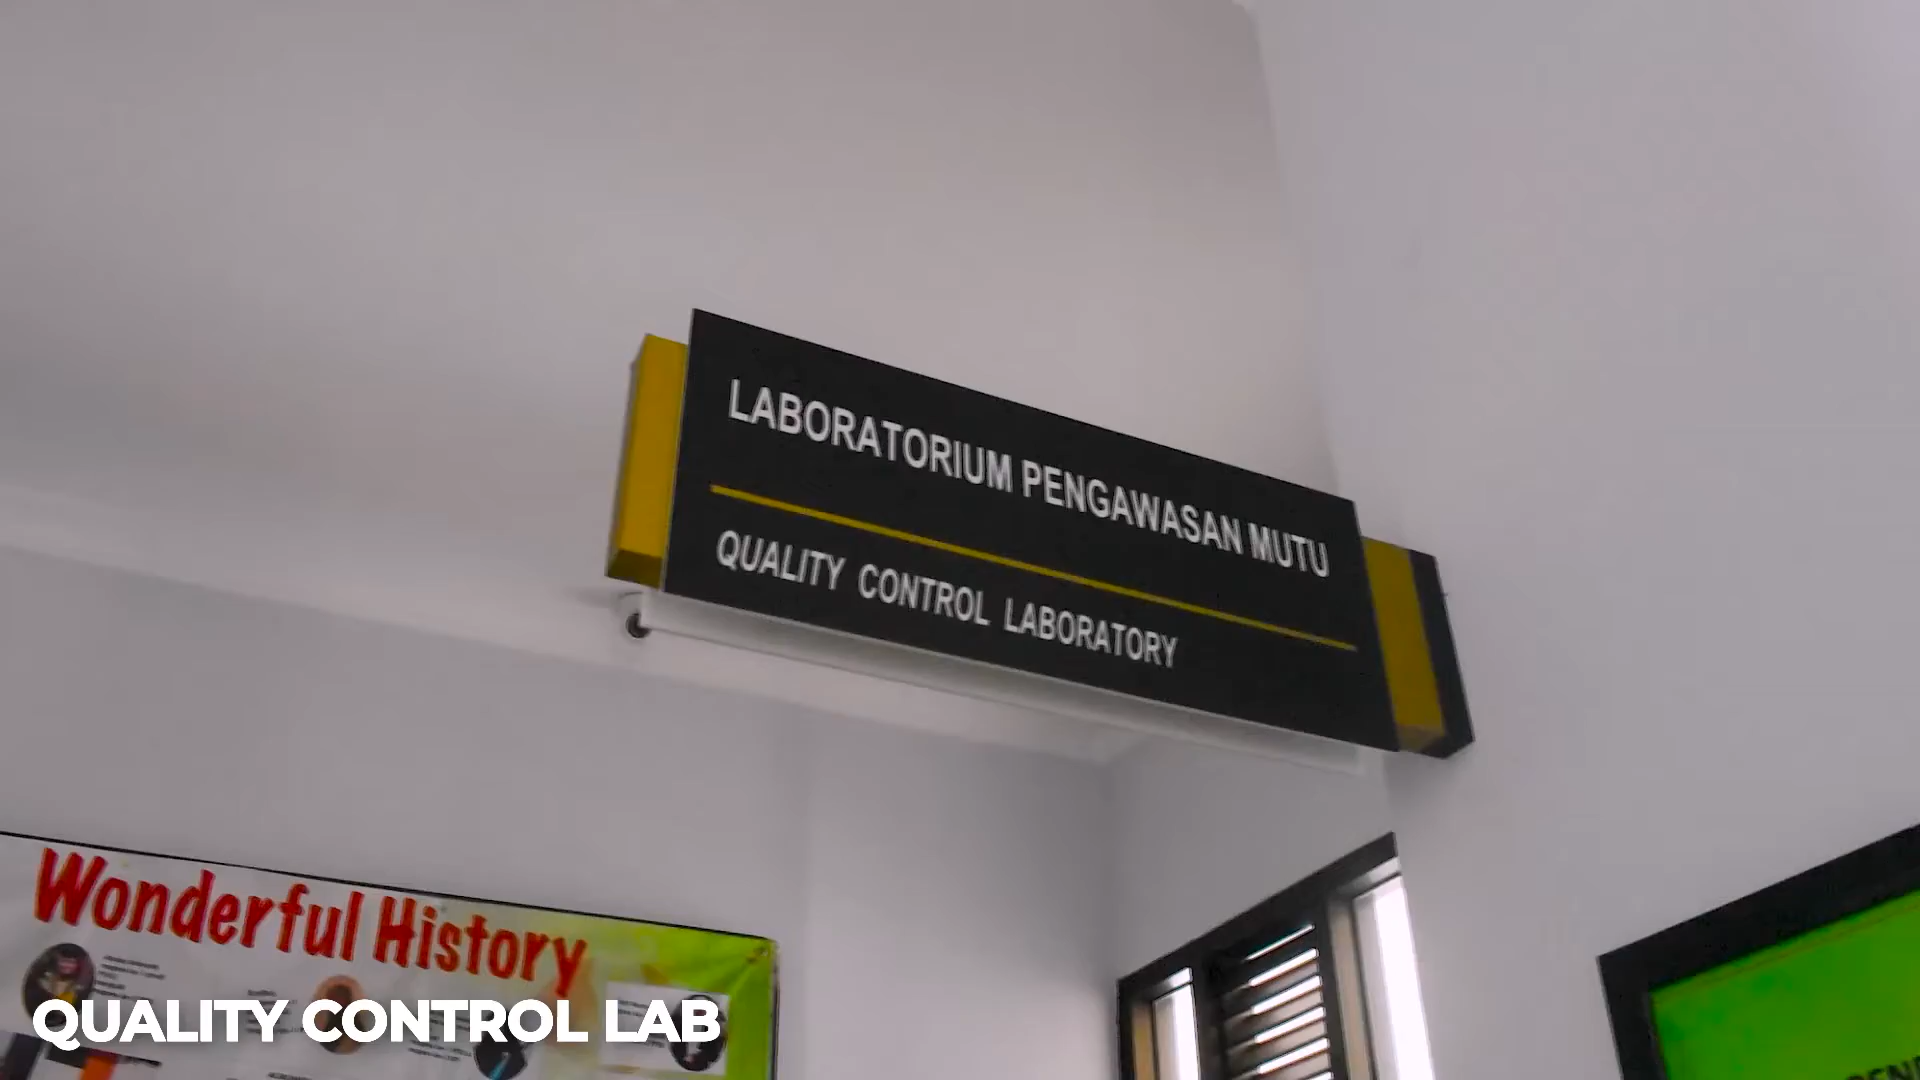 LABORATORIUM PENGAWASAN MUTU
QUALITY CONTROL LABORATORY
Wonderful History
QUALITY CONTROL LAB